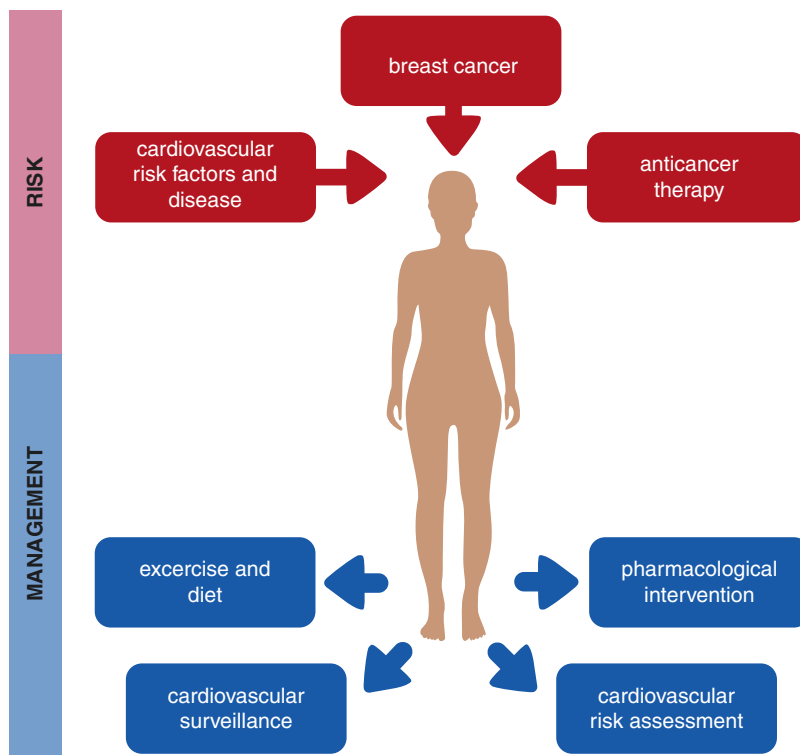 RISK
breast cancer
cardiovascular
risk factors and
disease
anticancer
therapy
MANAGEMENT
excercise and
diet
pharmacological
intervention
cardiovascular
surveillance
cardiovascular
risk assessment